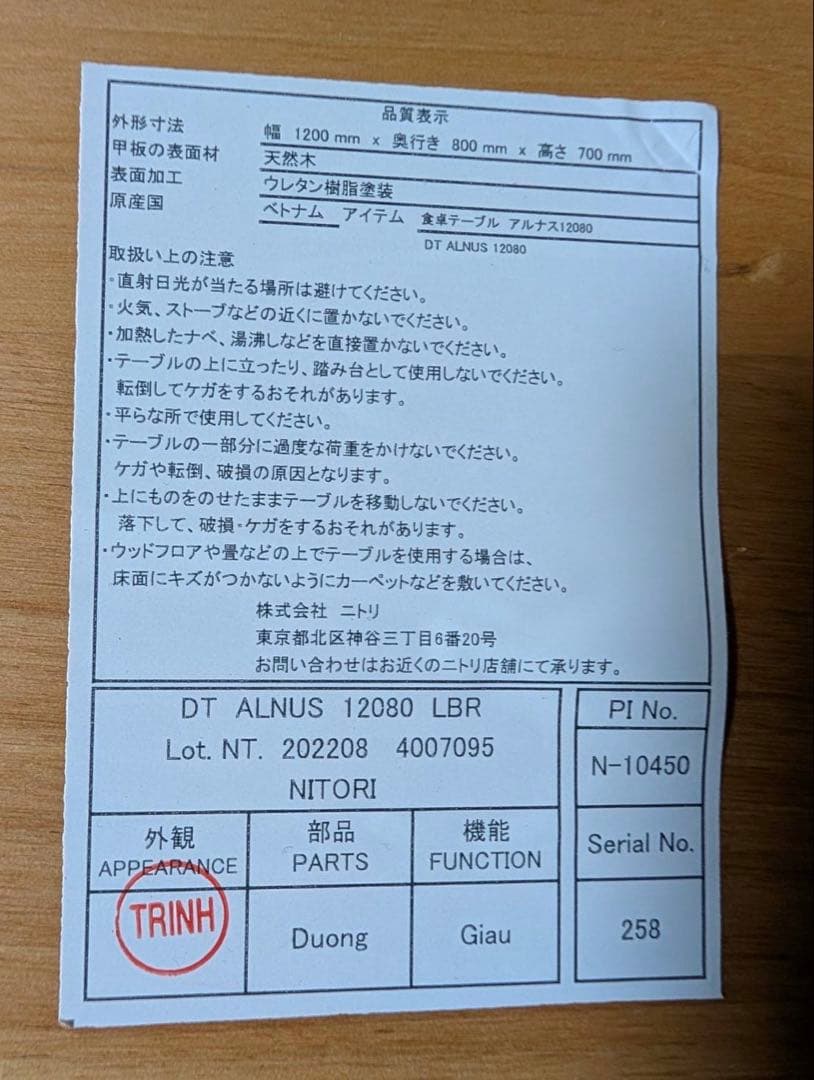 品質表示
外形寸法 幅 1200 mm x 奥行き 800 mm x 高さ 700 mm
甲板の表面材 天然木
表面加工 ウレタン樹脂塗装
原産国 ベトナム アイテム 食卓テーブル アルナス12080
DT ALNUS 12080
取扱い上の注意
・直射日光が当たる場所は避けてください。
・火気、ストーブなどの近くに置かないでください。
・加熱したナベ、湯沸しなどを直接置かないでください。
・テーブルの上に立ったり、踏み台として使用しないでください。
転倒してケガをするおそれがあります。
・平らな所で使用してください。
・テーブルの一部分に過度な荷重をかけないでください。
ケガや転倒、破損の原因となります。
・上にものをのせたままテーブルを移動しないでください。
落下して、破損・ケガをするおそれがあります。
・ウッドフロアや畳などの上でテーブルを使用する場合は、
床面にキズがつかないようにカーペットなどを敷いてください。
株式会社 ニトリ
東京都北区神谷三丁目6番20号
お問い合わせはお近くのニトリ店舗にて承ります。
DT ALNUS 12080 LBR
Lot. NT. 202208 4007095
NITORI
PI No.
N-10450
外観 部品 機能
APPEARANCE PARTS FUNCTION
Serial No.
TRINH Duong Giau
258